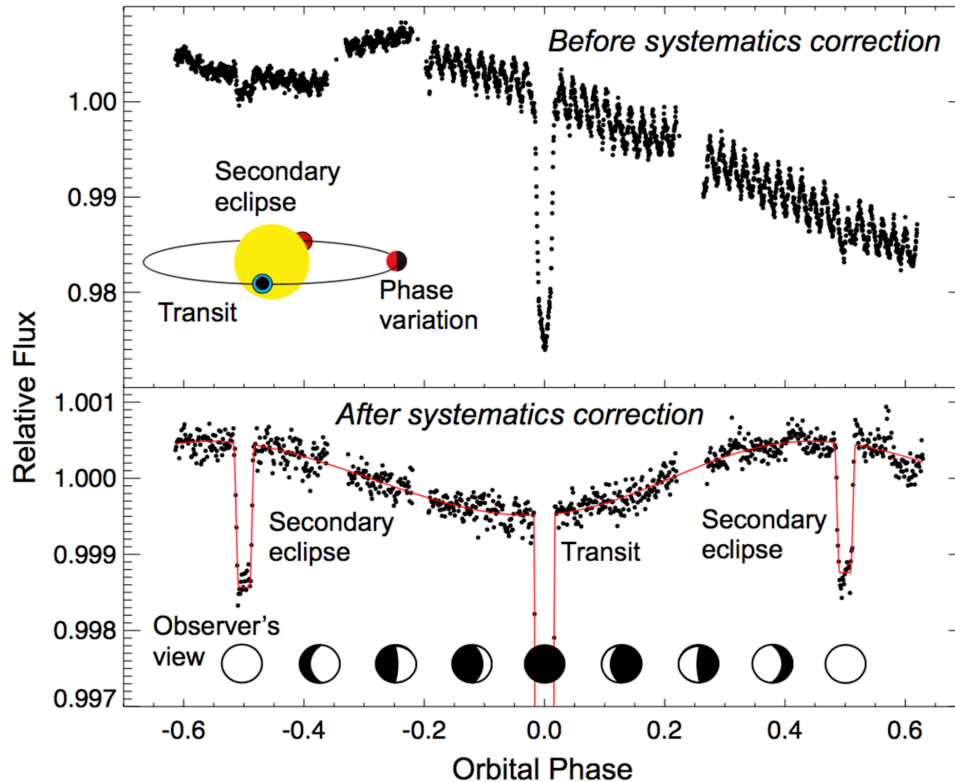 Before systematics correction
1.00
0.99
0.98
Secondary
eclipse
Transit
Phase
variation
Relative Flux
After systematics correction
1.001
1.000
0.999
0.998
0.997
Secondary
eclipse
Transit
Secondary
eclipse
Observer's
view
-0.6 -0.4 -0.2 0.0 0.2 0.4 0.6
Orbital Phase